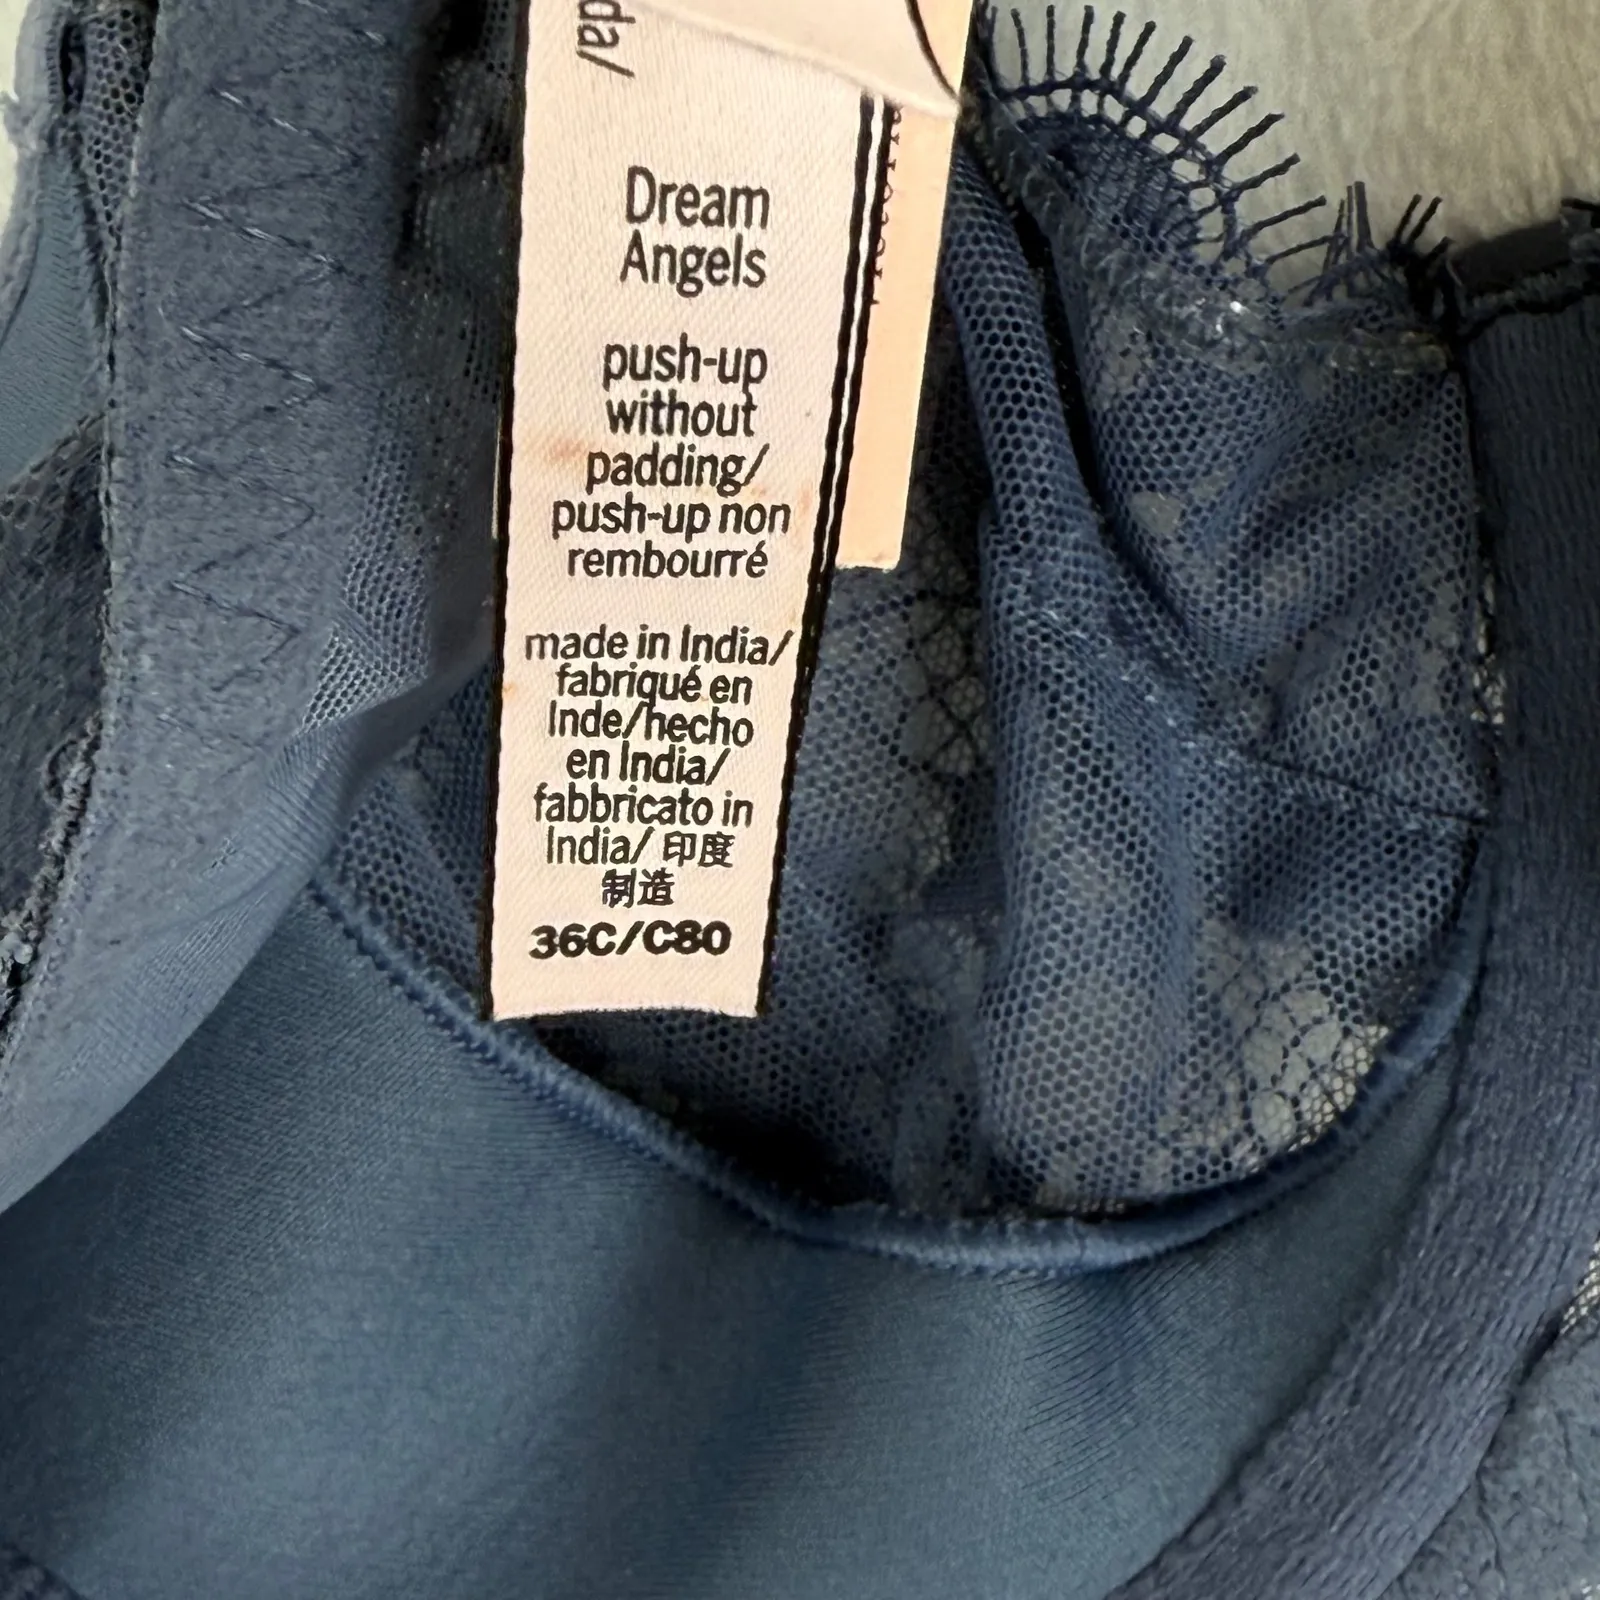 da/
Dream
Angels
push-up
without
padding/
push-up non
rembourré
made in India/
fabriqué en
Inde/hecho
en India/
fabbricato in
India/ 印度
制造
36C/C80